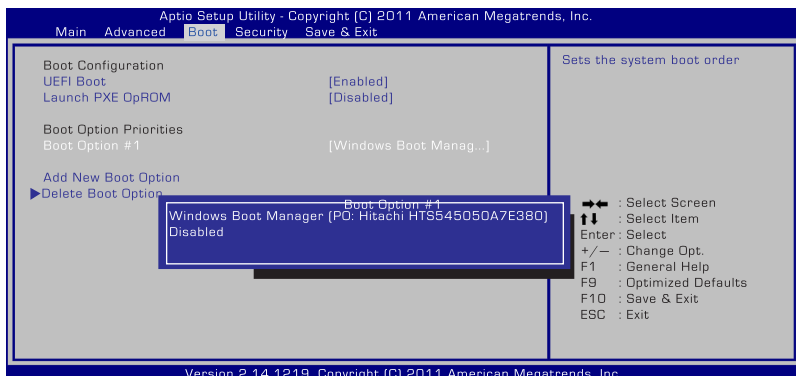 Aptio Setup Utility - Copyright (C) 2011 American Megatrends, Inc.
Main Advanced Boot Security Save & Exit
Boot Configuration
UEFI Boot [Enabled]
Launch PXE OpROM [Disabled]
Boot Option Priorities
Boot Option #1 [Windows Boot Manag...]
Add New Boot Option
Delete Boot Option
Boot Option #1
Windows Boot Manager (P0: Hitachi HTS545050A7E380)
Disabled
Sets the system boot order
→← : Select Screen
↑↓ : Select Item
Enter : Select
+/— : Change Opt.
F1 : General Help
F9 : Optimized Defaults
F10 : Save & Exit
ESC : Exit
Version 2.14.1219. Copyright (C) 2011 American Megatrends, Inc.